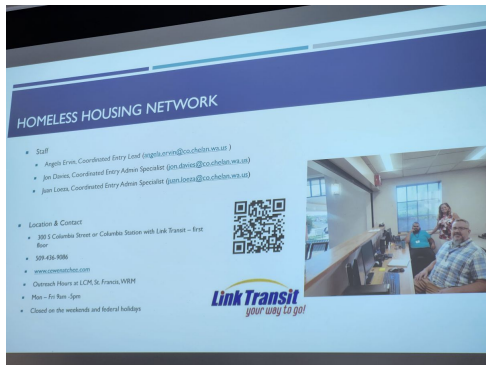 HOMELESS HOUSING NETWORK
Staff
Angela Ervin, Coordinated Entry Lead (angela.ervin@co.chelan.wa.us )
Jon Davies, Coordinated Entry Admin Specialist (jon.davies@co.chelan.wa.us)
Juan Loeza, Coordinated Entry Admin Specialist (juan.loeza@co.chelan.wa.us)
Location & Contact
300 S Columbia Street or Columbia Station with Link Transit – first
floor
509-436-9086
Outreach Hours at LCM, St. Francis, WRM
Mon – Fri 9am -5pm
Closed on the weekends and federal holidays
Link Transit
your way to go!